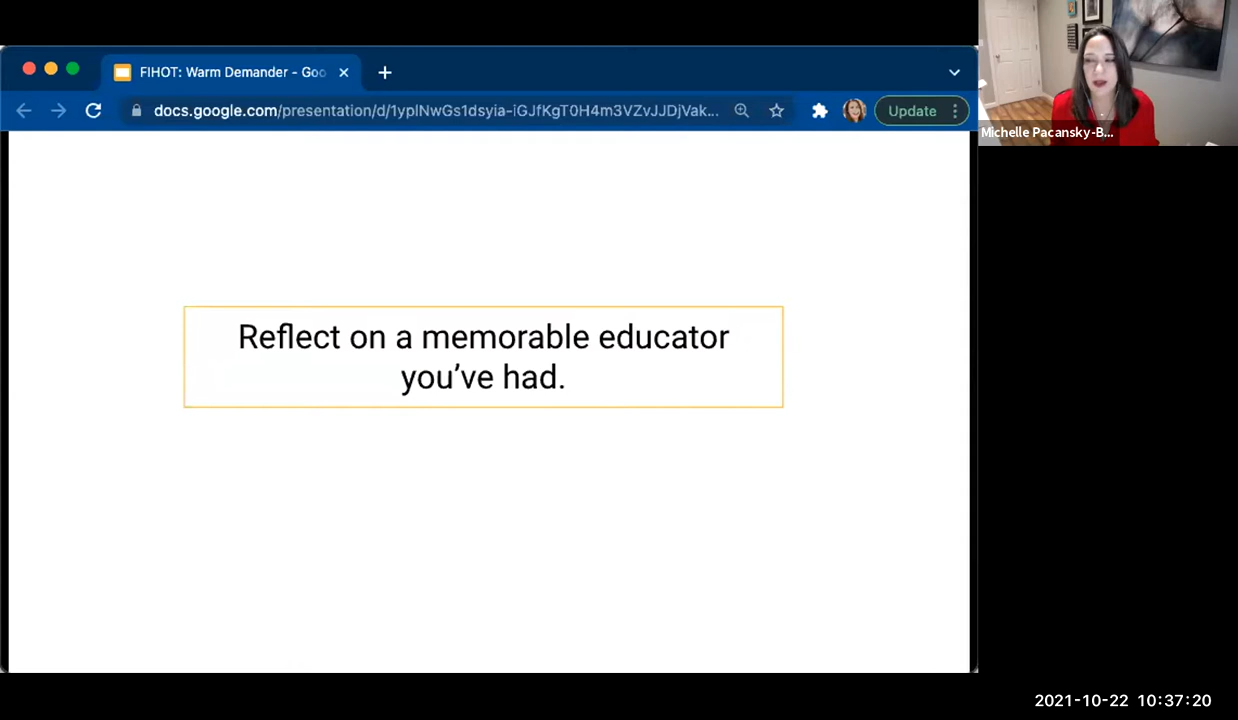 FIHOT: Warm Demander - Goo
docs.google.com/presentation/d/1yplNwGs1dsyia-iGJfKgT0H4m3VZvJJDjVak...
Update
Michelle Pacansky-B...
Reflect on a memorable educator
you've had.
2021-10-22 10:37:20